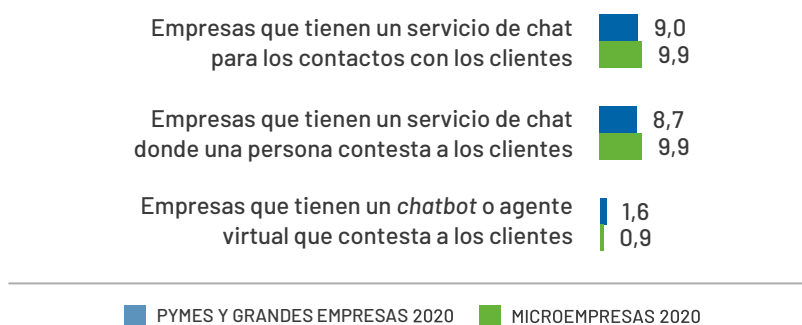 Empresas que tienen un servicio de chat
para los contactos con los clientes
9,0
9,9
Empresas que tienen un servicio de chat
donde una persona contesta a los clientes
8,7
9,9
Empresas que tienen un chatbot o agente
virtual que contesta a los clientes
1,6
0,9
PYMES Y GRANDES EMPRESAS 2020
MICROEMPRESAS 2020